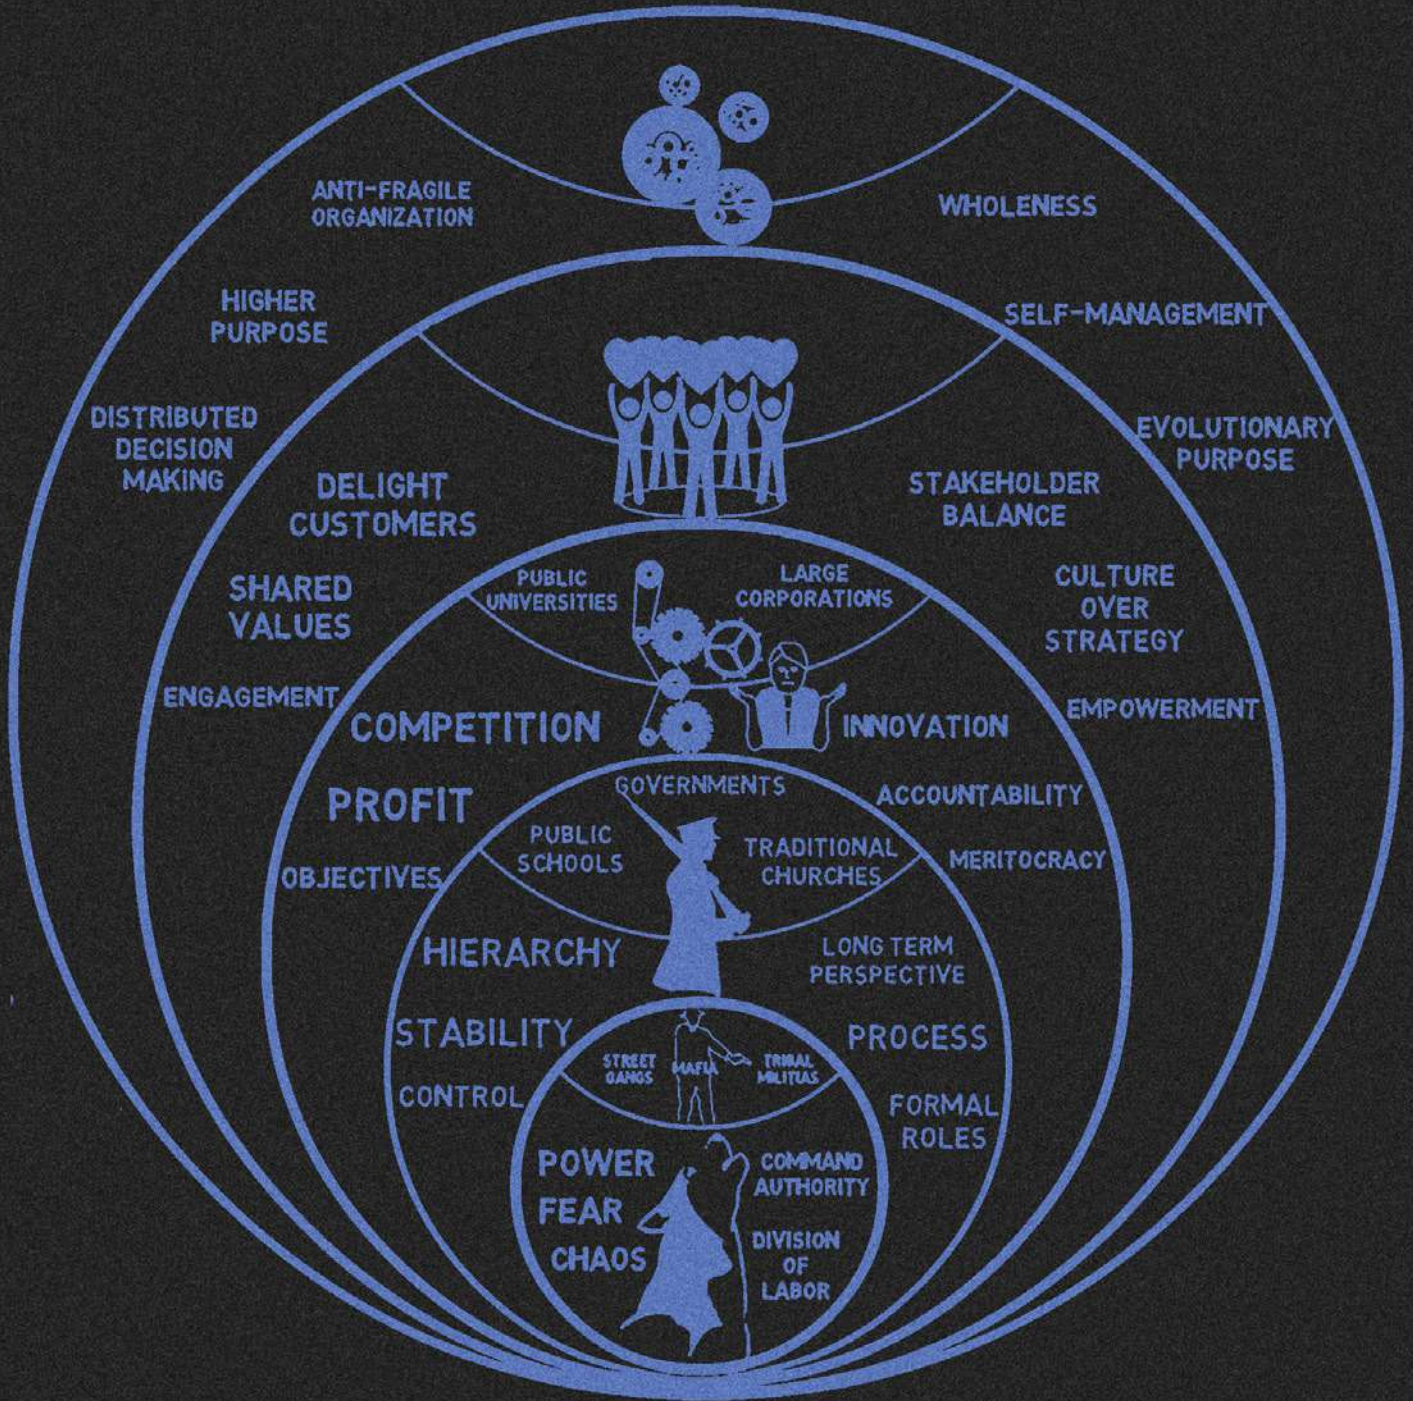 ANTI-FRAGILE
ORGANIZATION
WHOLENESS
HIGHER
PURPOSE
SELF-MANAGEMENT
DISTRIBUTED
DECISION
MAKING
EVOLUTIONARY
PURPOSE
DELIGHT
CUSTOMERS
STAKEHOLDER
BALANCE
SHARED
VALUES
CULTURE
OVER
STRATEGY
ENGAGEMENT
EMPOWERMENT
PUBLIC
UNIVERSITIES
LARGE
CORPORATIONS
COMPETITION
INNOVATION
PROFIT
ACCOUNTABILITY
OBJECTIVES
MERITOCRACY
GOVERNMENTS
PUBLIC
SCHOOLS
TRADITIONAL
CHURCHES
HIERARCHY
LONG TERM
PERSPECTIVE
STABILITY
PROCESS
CONTROL
FORMAL
ROLES
STREET
GANGS
MAFIA
TRIBAL
MILITIAS
POWER
FEAR
CHAOS
COMMAND
AUTHORITY
DIVISION
OF
LABOR